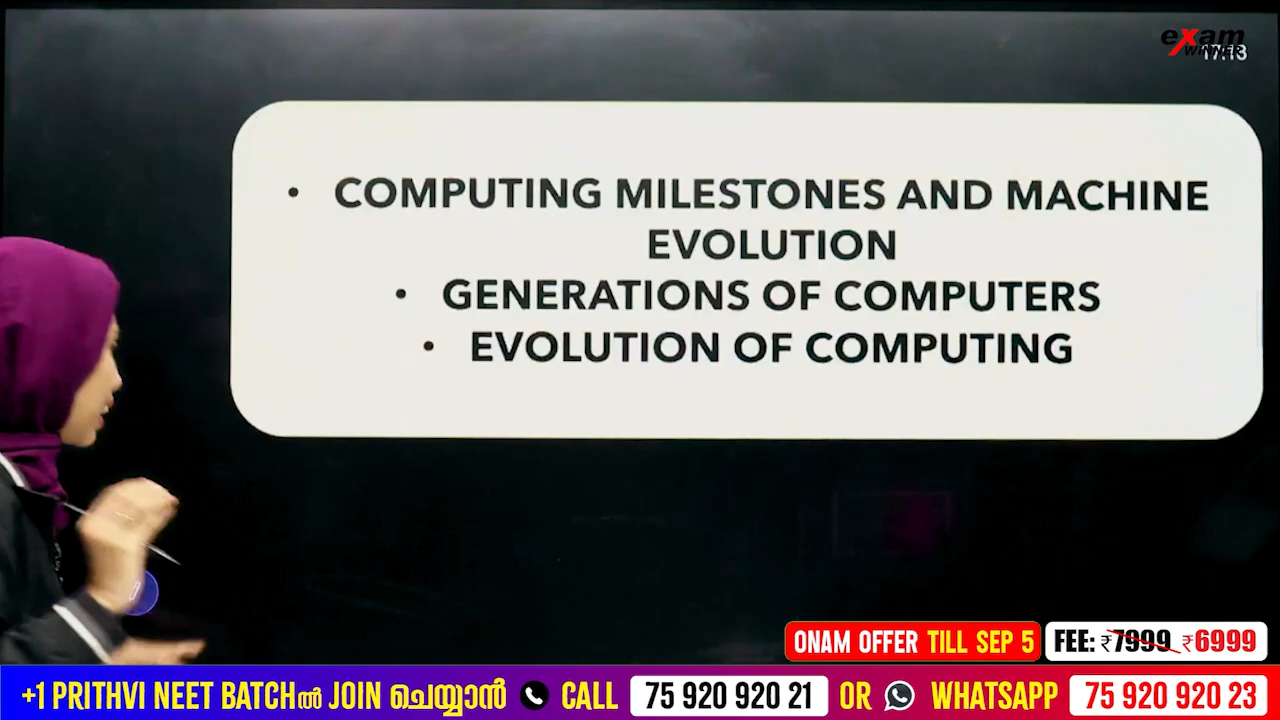 exam
WINNER
17:13
• COMPUTING MILESTONES AND MACHINE
EVOLUTION
• GENERATIONS OF COMPUTERS
• EVOLUTION OF COMPUTING
ONAM OFFER TILL SEP 5
FEE: ₹7999 ₹6999
+1 PRITHVI NEET BATCHൽ JOIN ചെയ്യാൻ CALL 75 920 920 21 OR WHATSAPP 75 920 920 23